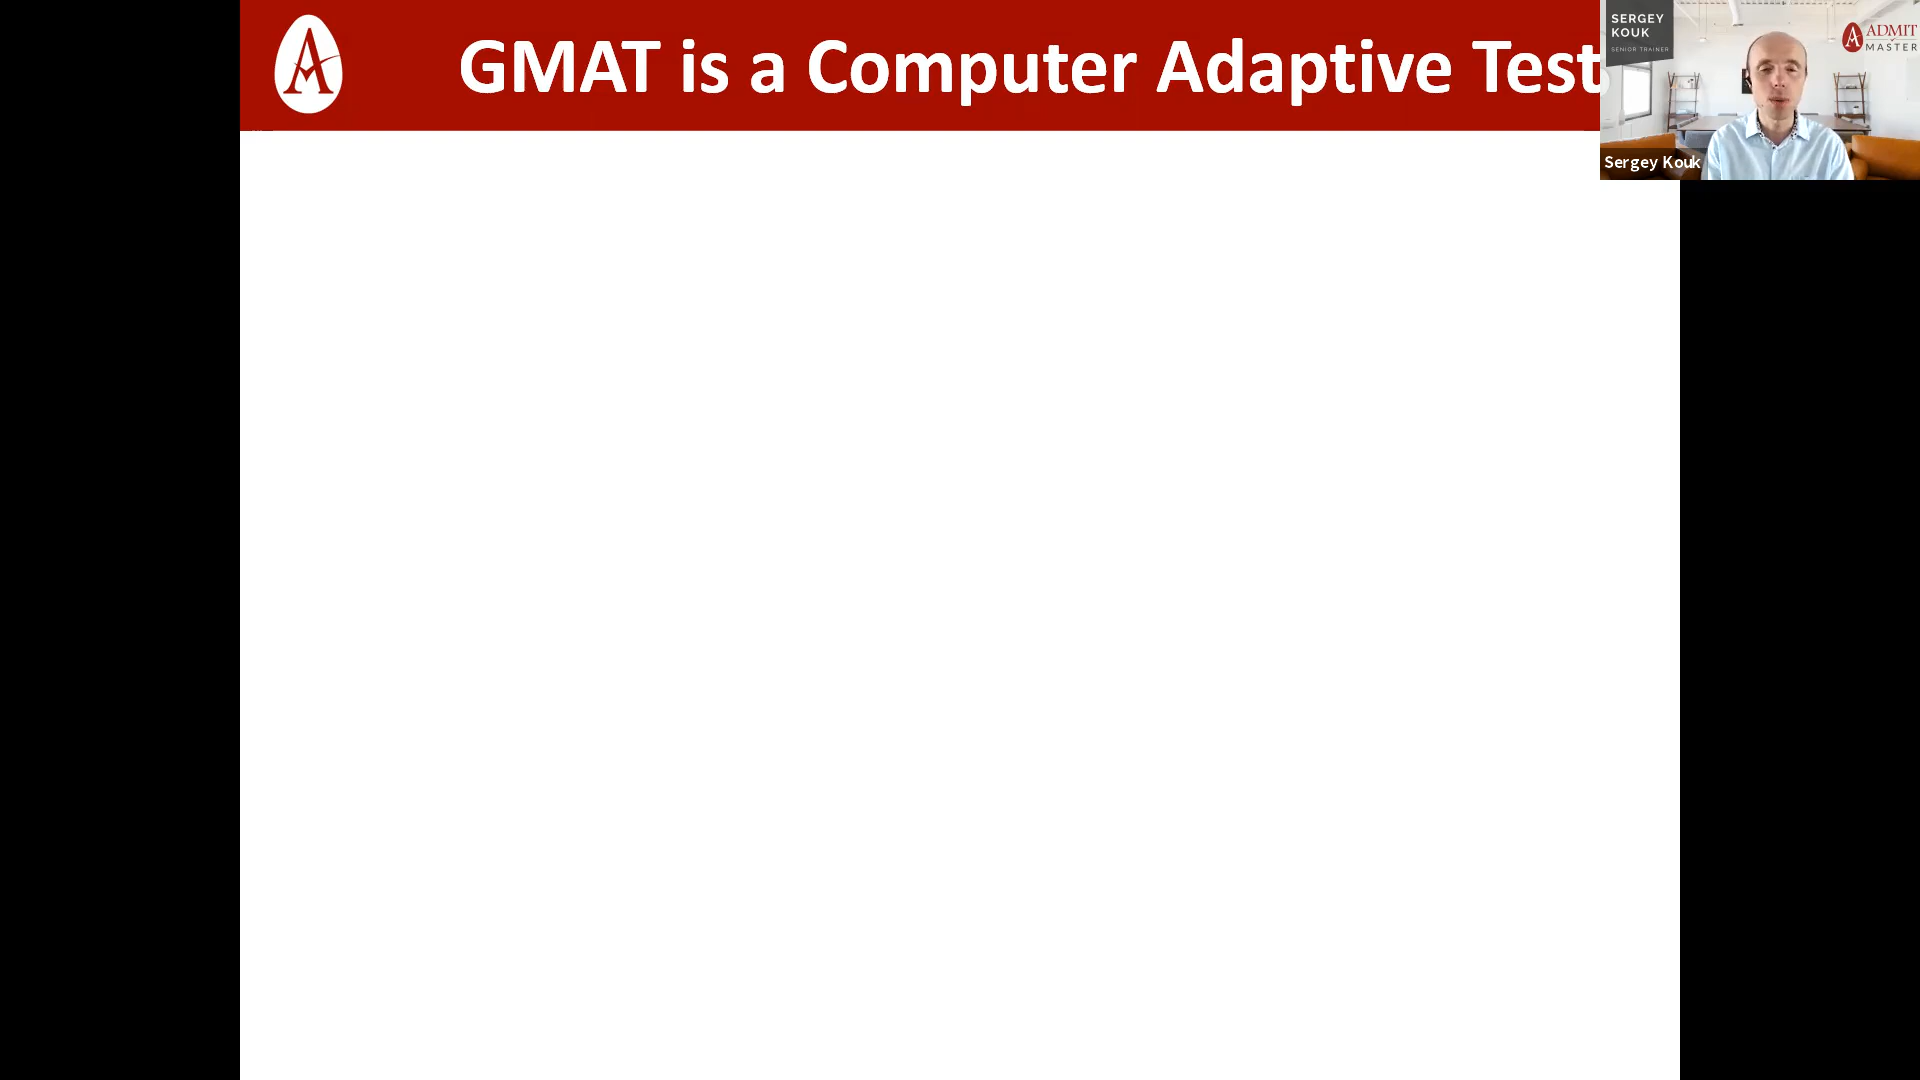 GMAT is a Computer Adaptive Test
SERGEY
KOUK
SENIOR TRAINER
ADMIT
MASTER
Sergey Kouk